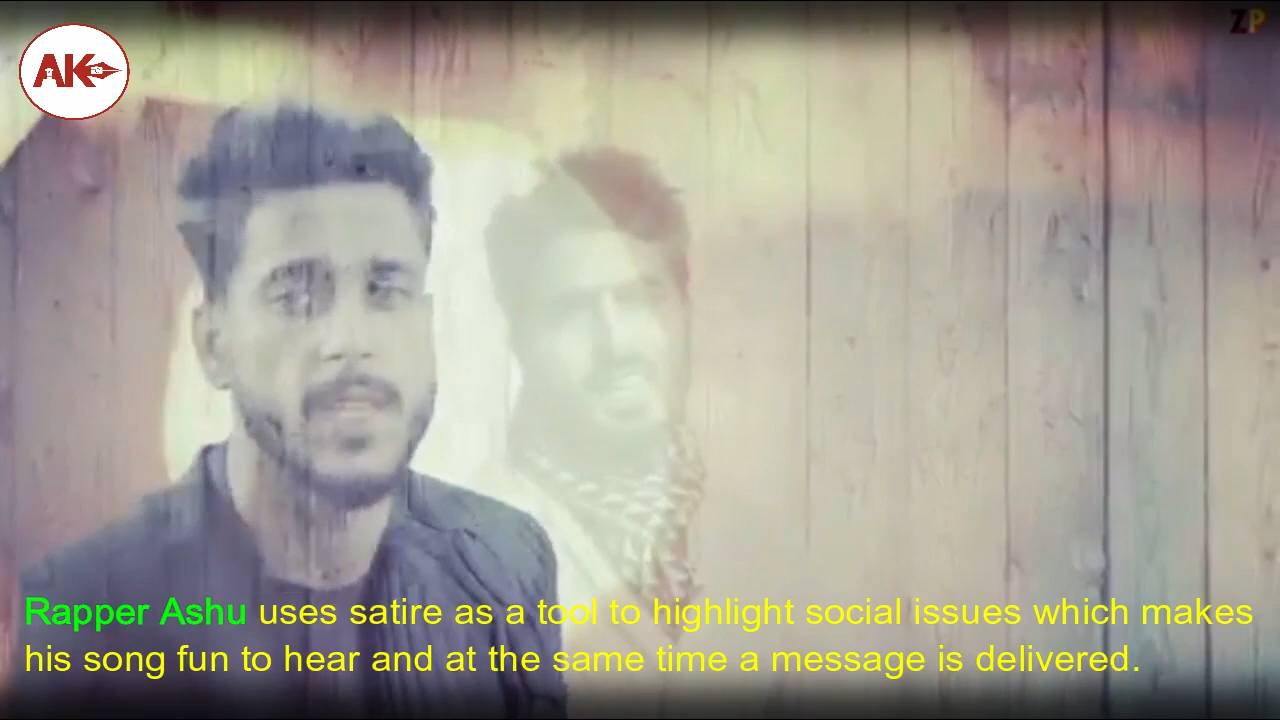 ZP
AK
Rapper Ashu uses satire as a tool to highlight social issues which makes
his song fun to hear and at the same time a message is delivered.